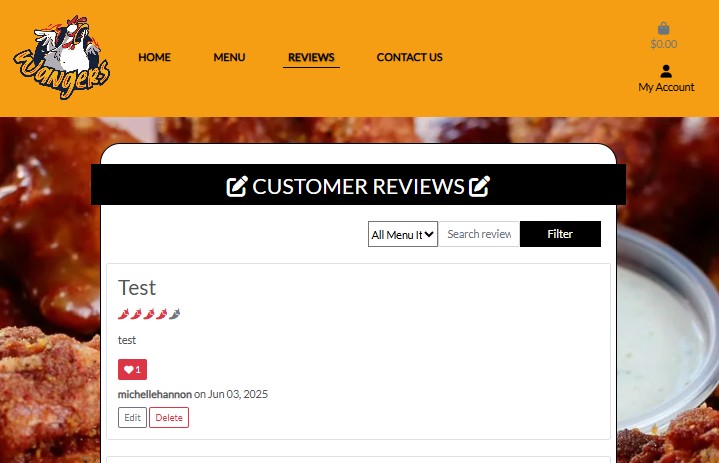 Wangers
HOME MENU REVIEWS CONTACT US
$0.00
My Account
CUSTOMER REVIEWS
All Menu It Search review Filter
Test
test
1
michellehannon on Jun 03, 2025
Edit Delete